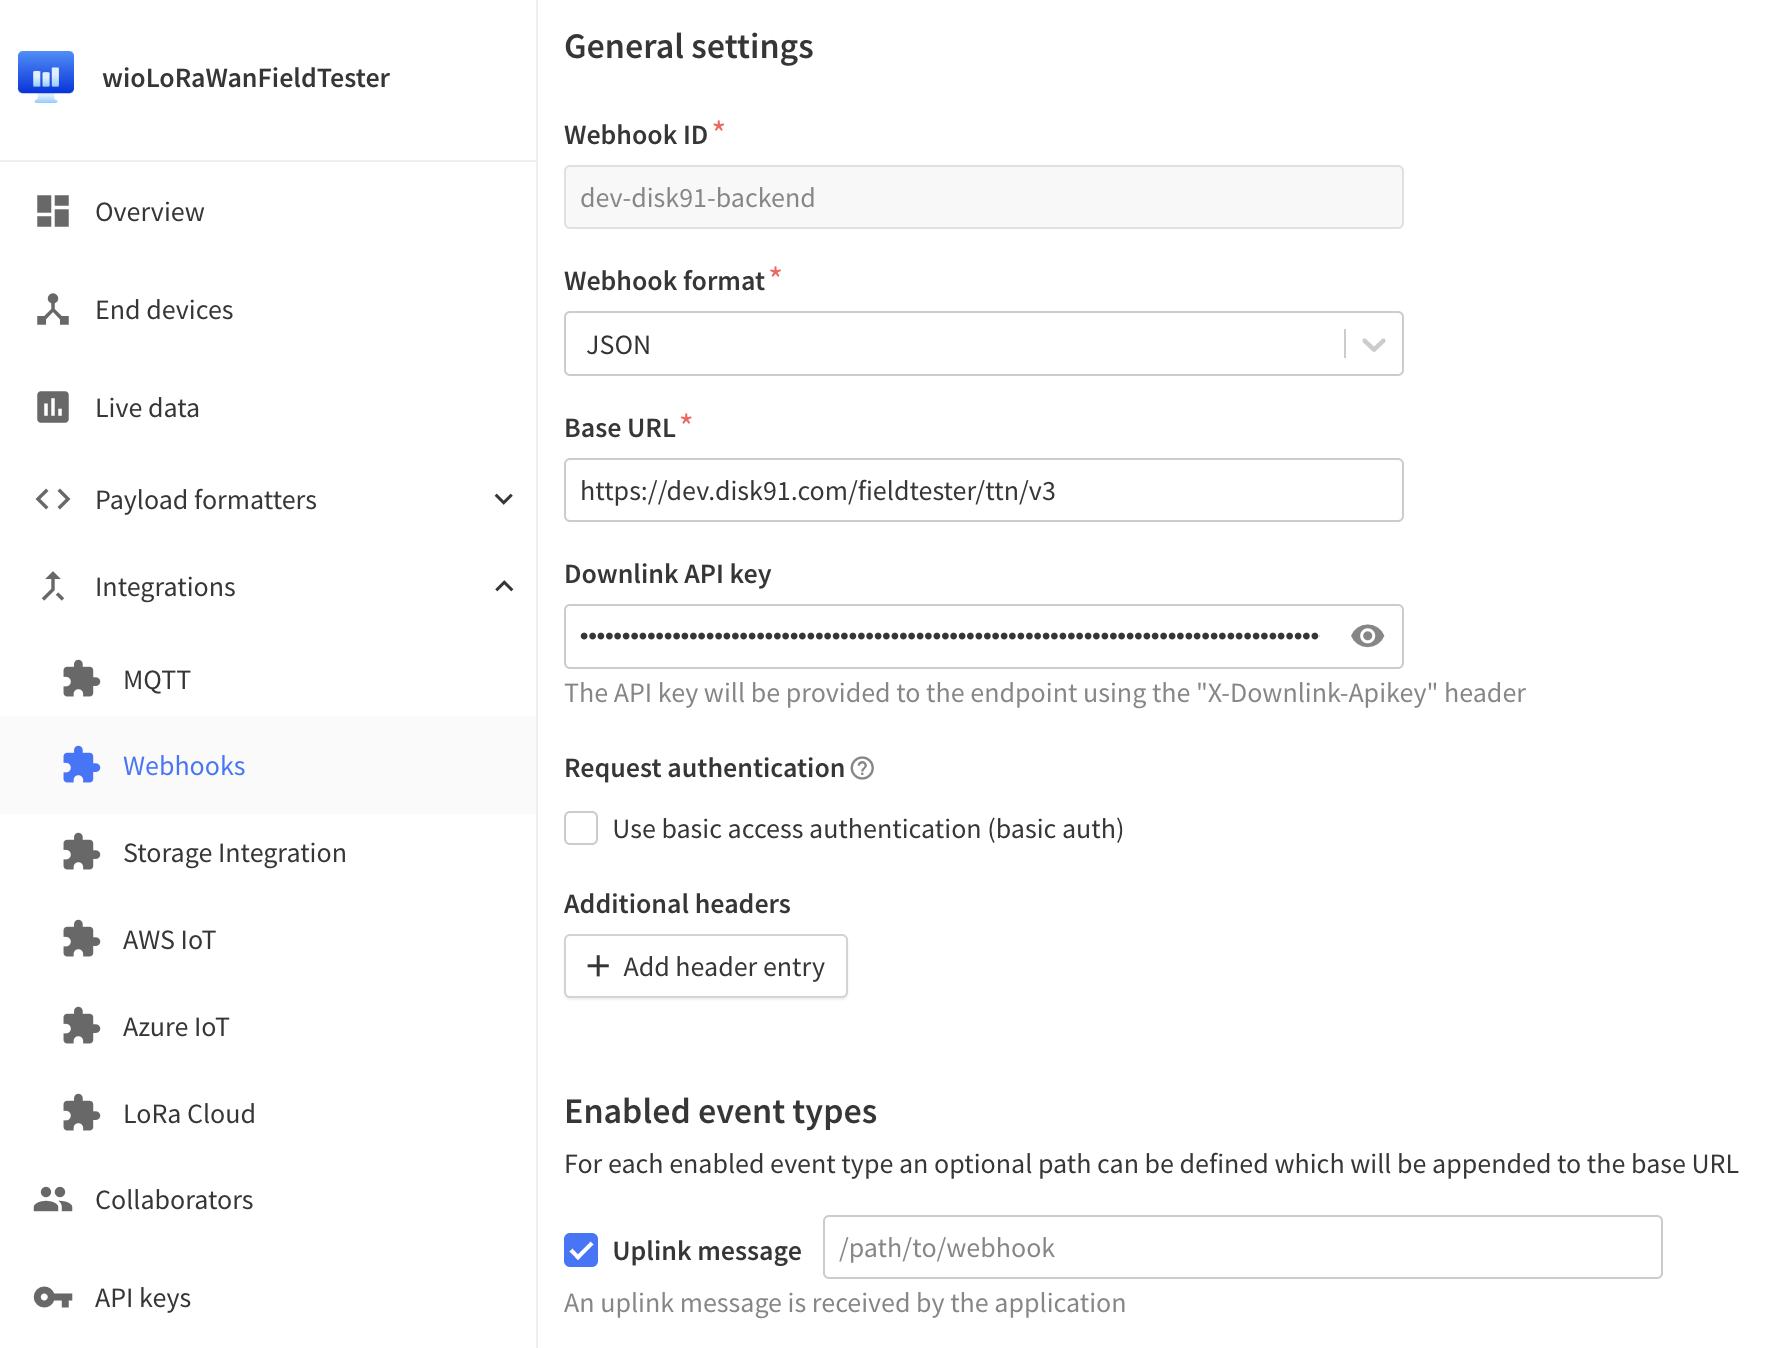 wioLoRaWanFieldTester
Overview
End devices
Live data
Payload formatters
Integrations
MQTT
Webhooks
Storage Integration
AWS IoT
Azure IoT
LoRa Cloud
Collaborators
API keys
General settings
Webhook ID *
dev-disk91-backend
Webhook format *
JSON
Base URL *
https://dev.disk91.com/fieldtester/ttn/v3
Downlink API key
The API key will be provided to the endpoint using the "X-Downlink-Apikey" header
Request authentication
Use basic access authentication (basic auth)
Additional headers
+ Add header entry
Enabled event types
For each enabled event type an optional path can be defined which will be appended to the base URL
Uplink message
/path/to/webhook
An uplink message is received by the application